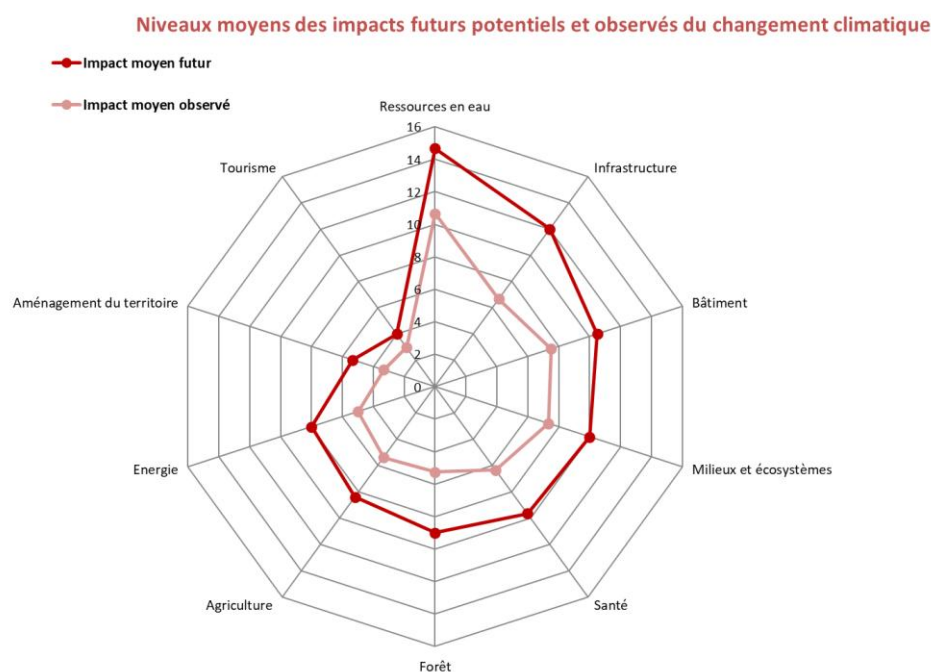 Niveaux moyens des impacts futurs potentiels et observés du changement climatique
Impact moyen futur
Impact moyen observé
Ressources en eau
Infrastructure
Bâtiment
Milieux et écosystèmes
Santé
Forêt
Agriculture
Energie
Aménagement du territoire
Tourisme
16
14
12
10
8
6
4
2
0